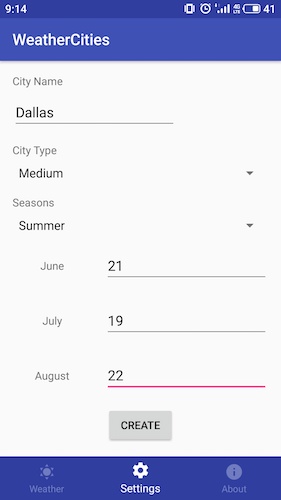 9:14
41
WeatherCities
City Name
Dallas
City Type
Medium
Seasons
Summer
June 21
July 19
August 22
CREATE
Weather Settings About